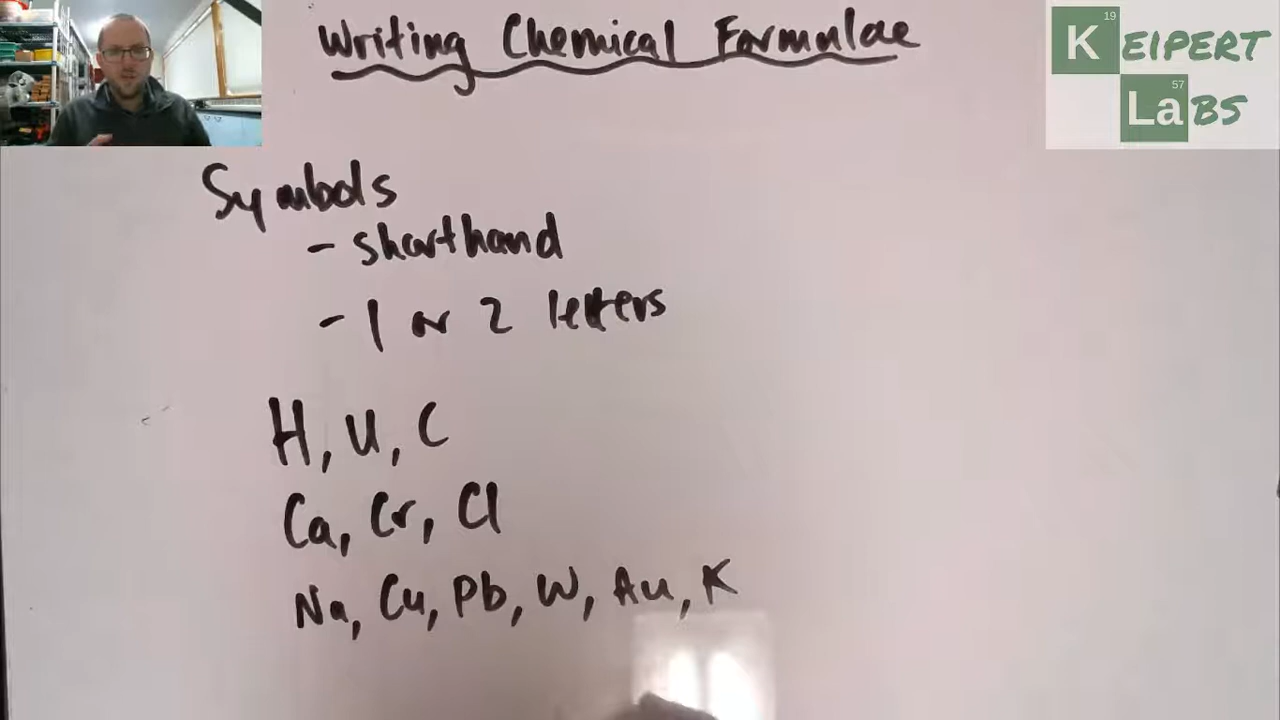 Writing Chemical Formulae
19
KEIPERT
57
LaBS
Symbols
- shorthand
- 1 or 2 letters
H, U, C
Ca, Cr, Cl
Na, Cu, Pb, W, Au, K